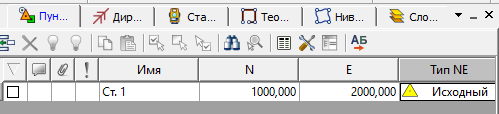 Пун... Дир... Ста... Тео... Нив... Сло...
АБ
! Имя N E Тип NE
Ст. 1 1000,000 2000,000 Исходный